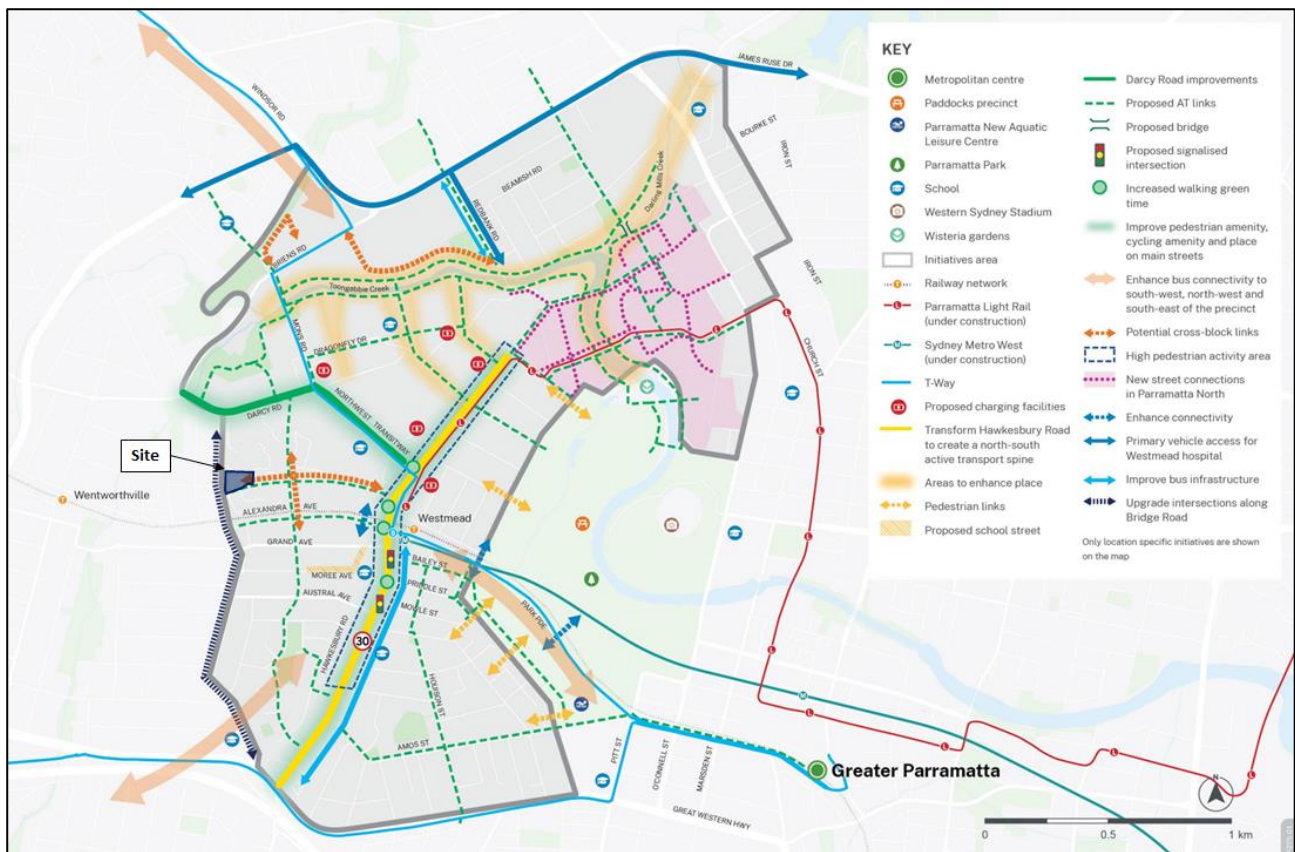 JAMES RUSE DR
WINDSOR RD
BOURKE ST
IRON ST
BEAMISH RD
REDBANK RD
Darling Mills Creek
BRIENS RD
Toongabbie Creek
IRON ST
MONS RD
DRAGONFLY DR
CHURCH ST
DARCY RD
NORTHWEST TRANSITWAY
L
L
L
L
L
Site
Wentworthville
T
ALEXANDRA AVE
L
Westmead
T
M
GRAND AVE
BAILEY ST
MOREE AVE
PRIDDLE ST
AUSTRAL AVE
MOULE ST
PARK PDE
HAWKESBURY RD
30
HOUISON ST
AMOS ST
PITT ST
O'CONNELL ST
MARSDEN ST
GREAT WESTERN HWY
Greater Parramatta
M
L
L
L
L
L
KEY
Metropolitan centre
Paddocks precinct
Parramatta New Aquatic
Leisure Centre
Parramatta Park
School
Western Sydney Stadium
Wisteria gardens
Initiatives area
T
Railway network
L
Parramatta Light Rail
(under construction)
M
Sydney Metro West
(under construction)
T-Way
Proposed charging facilities
Transform Hawkesbury Road
to create a north-south
active transport spine
Areas to enhance place
Pedestrian links
Proposed school street
Darcy Road improvements
Proposed AT links
Proposed bridge
Proposed signalised
intersection
Increased walking green
time
Improve pedestrian amenity,
cycling amenity and place
on main streets
Enhance bus connectivity to
south-west, north-west and
south-east of the precinct
Potential cross-block links
High pedestrian activity area
New street connections
in Parramatta North
Enhance connectivity
Primary vehicle access for
Westmead hospital
Improve bus infrastructure
Upgrade intersections along
Bridge Road
Only location specific initiatives are shown
on the map
N
0
0.5
1 km